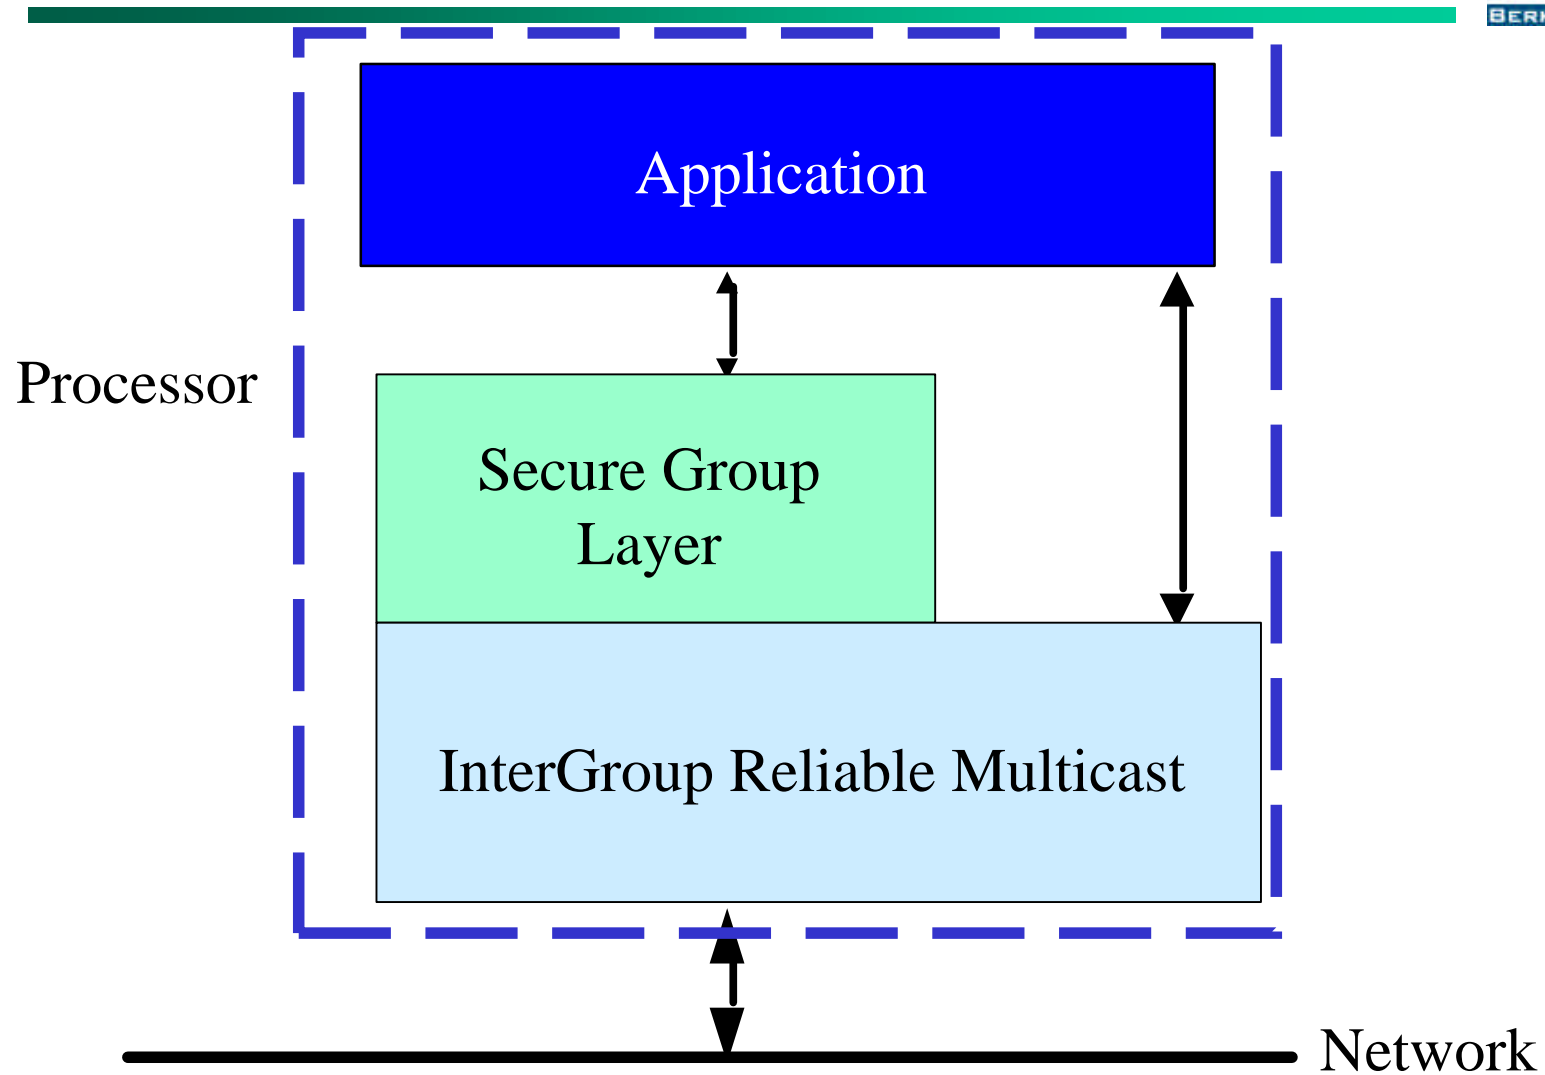 Application
Processor
Secure Group
Layer
InterGroup Reliable Multicast
Network